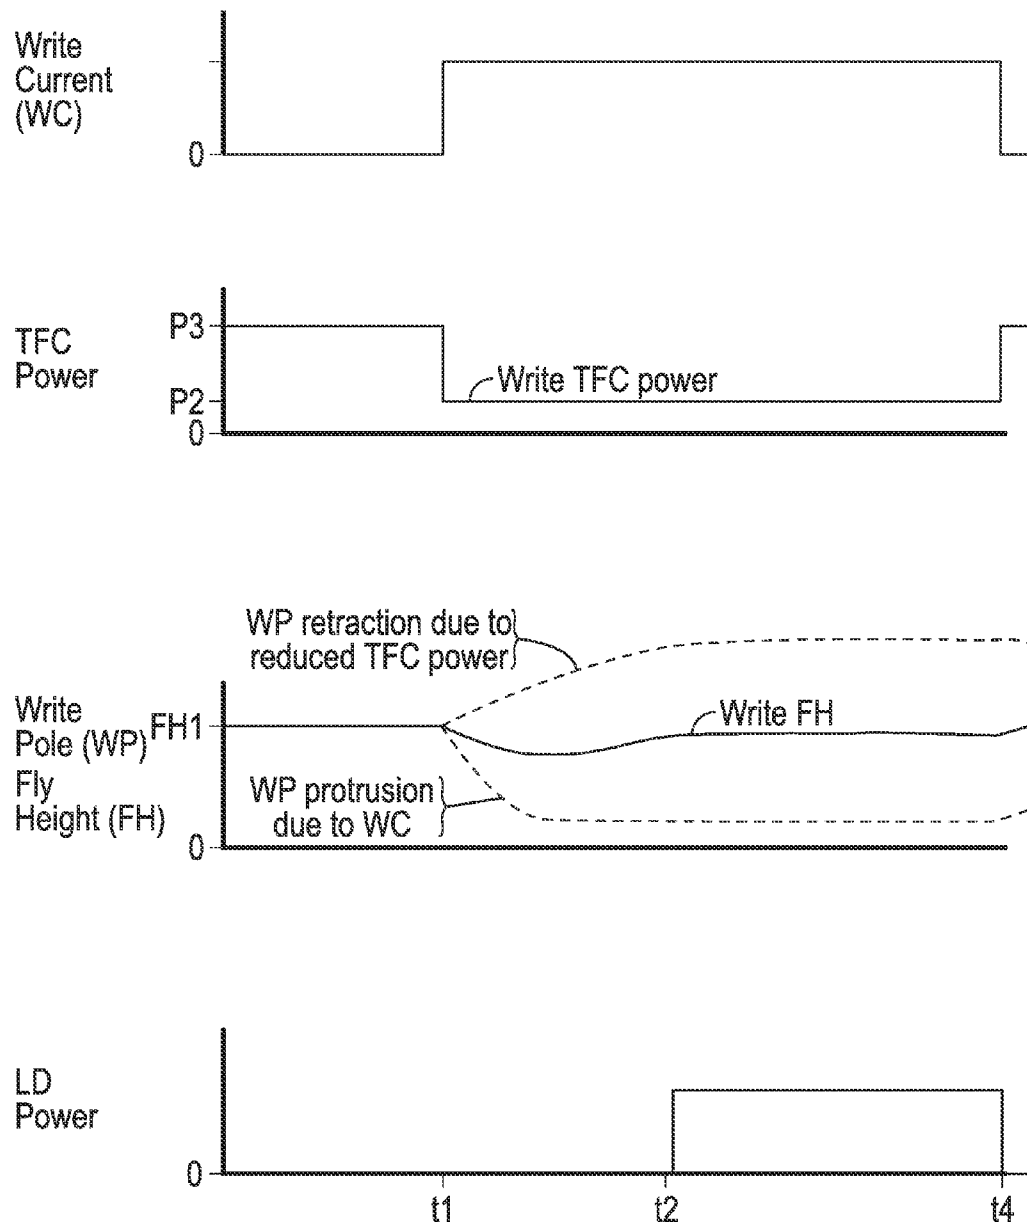 Write
Current
(WC)
0
TFC
Power
P3
P2
0
Write TFC power
WP retraction due to
reduced TFC power
Write
Pole (WP)
Fly
Height (FH)
FH1
0
Write FH
WP protrusion
due to WC
LD
Power
0
t1
t2
t4